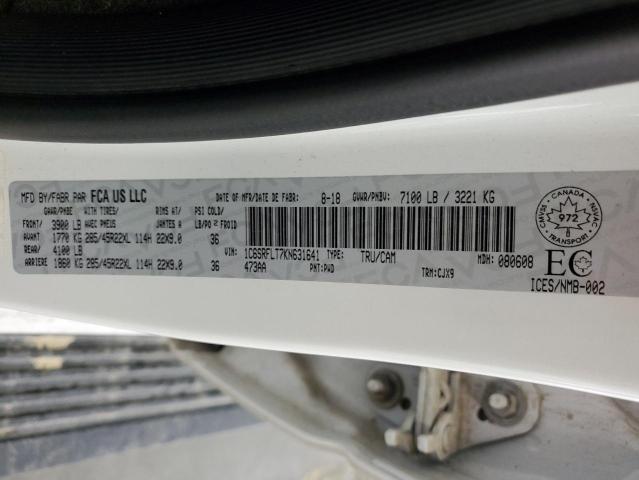 MFD BY/FABR PAR FCA US LLC DATE OF MFR/DATE DE FABR: 8-18 GVWR/PNBV: 7100 LB / 3221 KG
GAWR/PNBE WITH TIRES/ RIMS AT/ PSI COLD/
FRONT/ 3900 LB AVEC PNEUS JANTES A LB/PO² FROID
AVANT 1770 KG 285/45R22XL 114H 22X9.0 36
REAR/ 4100 LB
ARRIERE 1860 KG 285/45R22XL 114H 22X9.0 36
VIN: 1C6SRFLT7KN631641 TYPE: TRU/CAM MDH: 080608
473AA PNT: PWD TRM: CJX9
CANADA
CMVSS NVSAC
972
TRANSPORT
EC
ICES/NMB-002